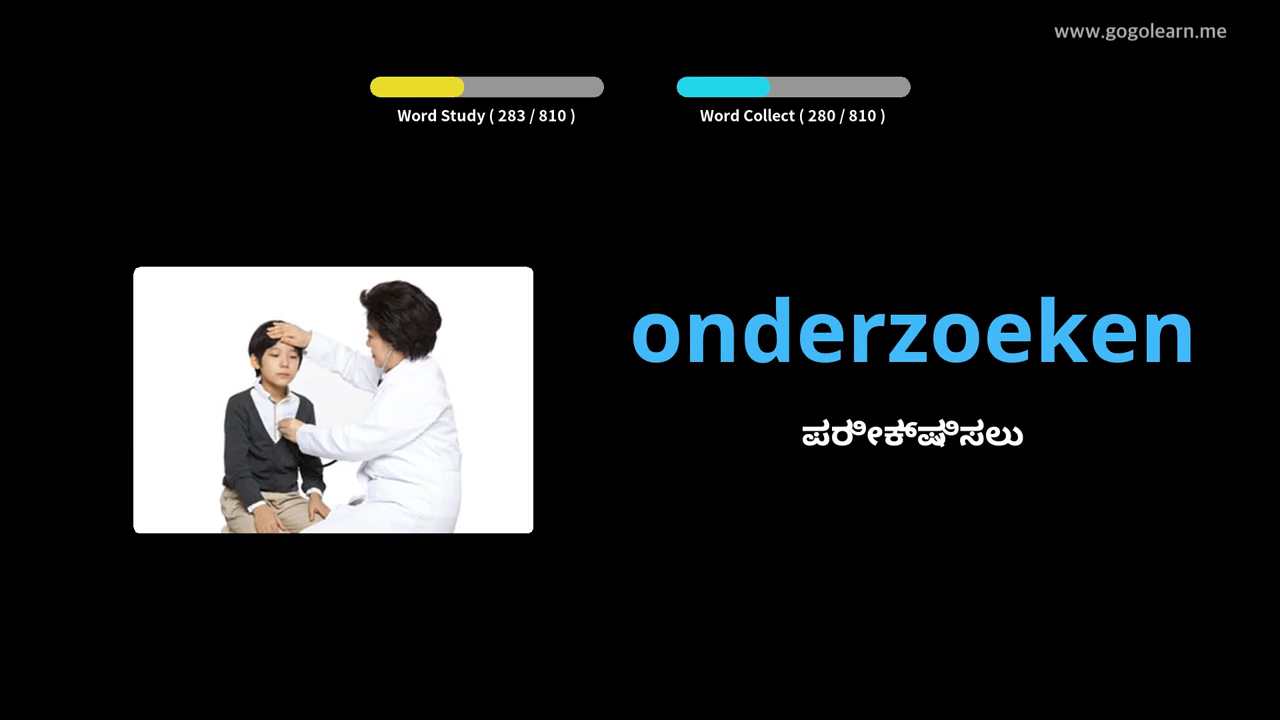 www.gogolearn.me
Word Study ( 283 / 810 )
Word Collect ( 280 / 810 )
onderzoeken
ಪರೀಕ್ಷಿಸಲು